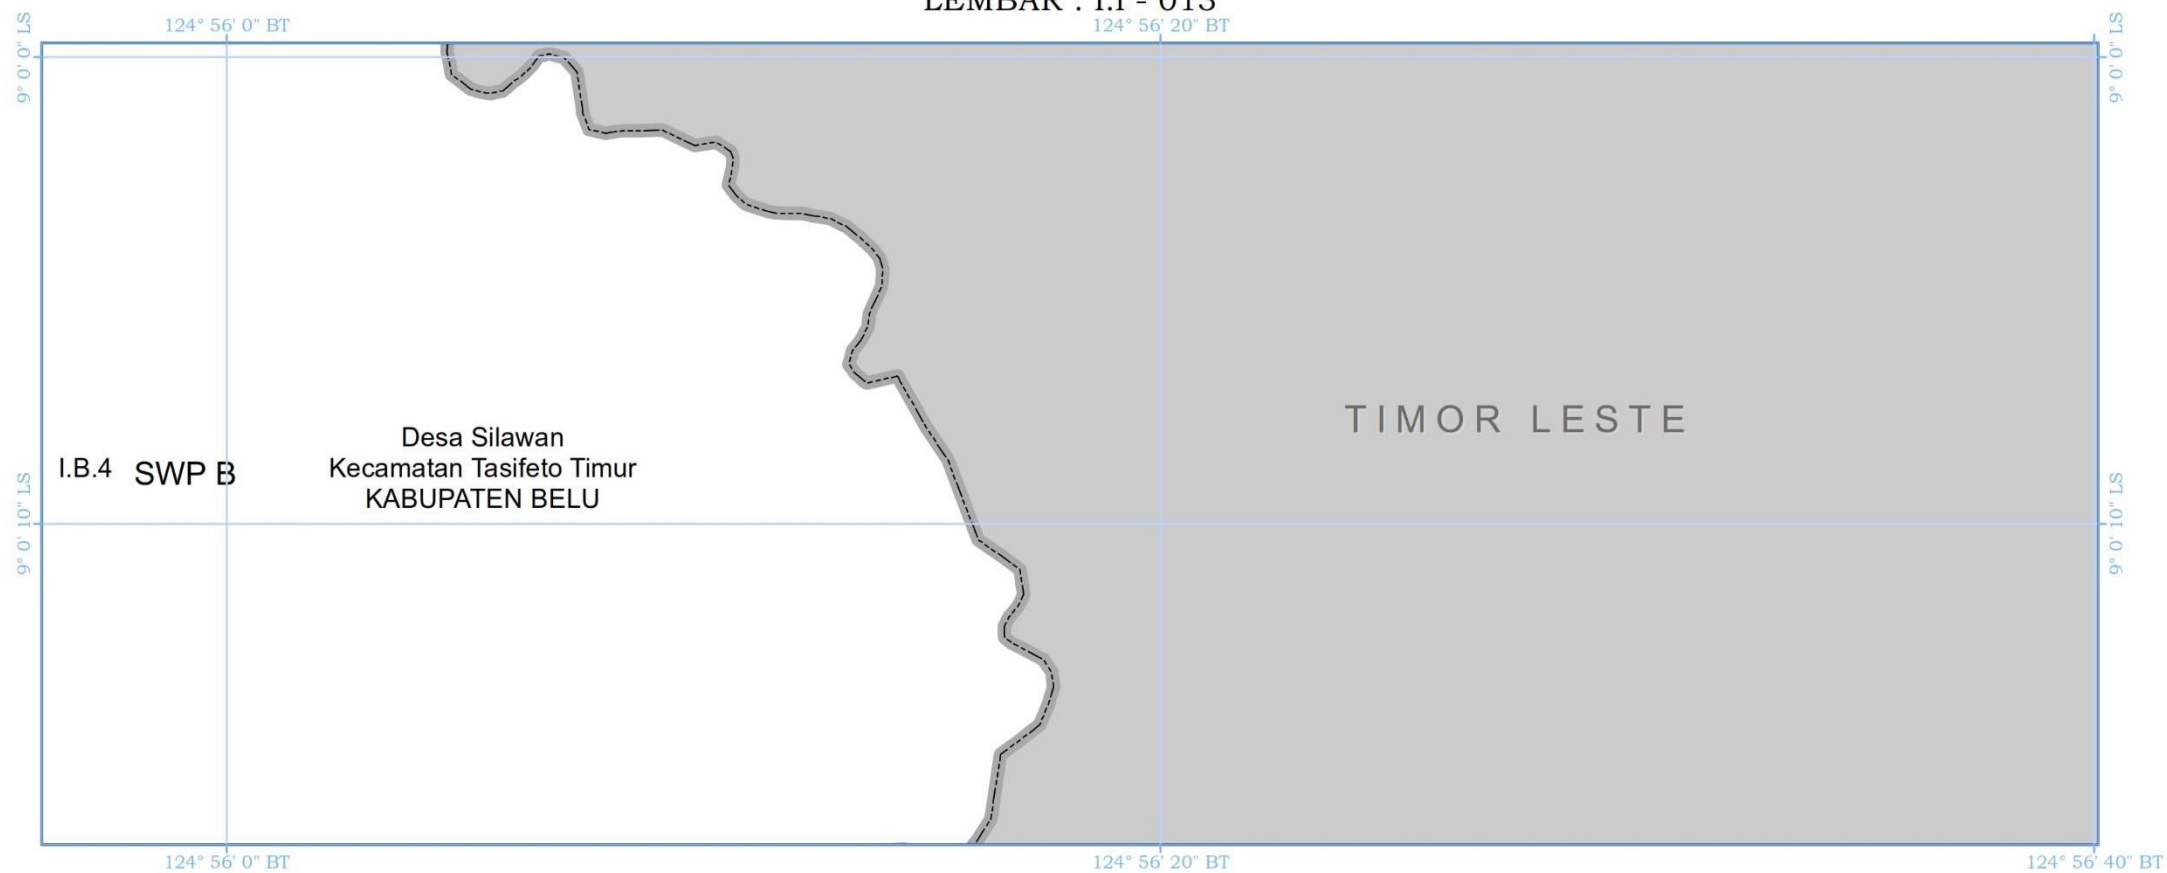 LEMBAR : I.I - 013
124° 56' 0" BT
124° 56' 20" BT
9° 0' 0" LS
9° 0' 0" LS
TIMOR LESTE
Desa Silawan
I.B.4
SWP B
Kecamatan Tasifeto Timur
KABUPATEN BELU
9° 0' 10" LS
9° 0' 10" LS
124° 56' 0" BT
124° 56' 20" BT
124° 56' 40" BT